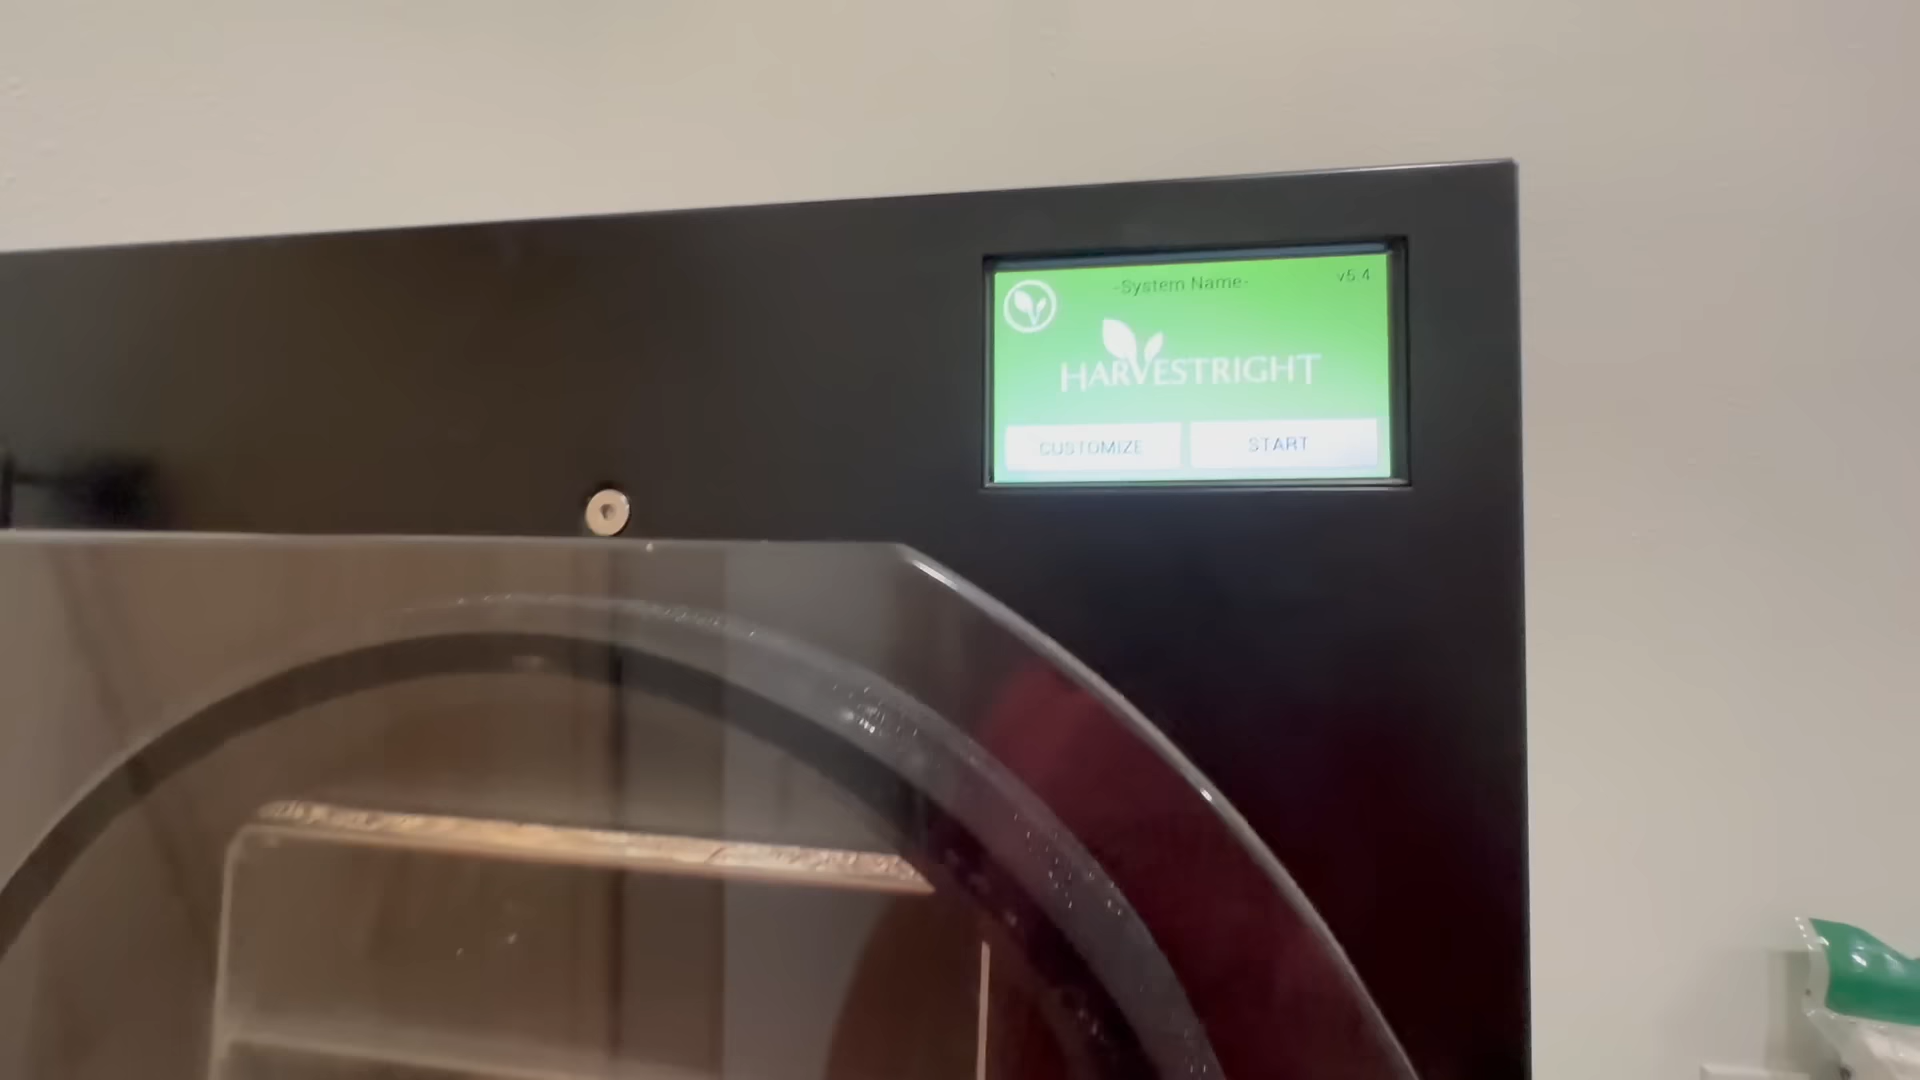 -System Name-
v5.4
HARVESTRIGHT
CUSTOMIZE
START